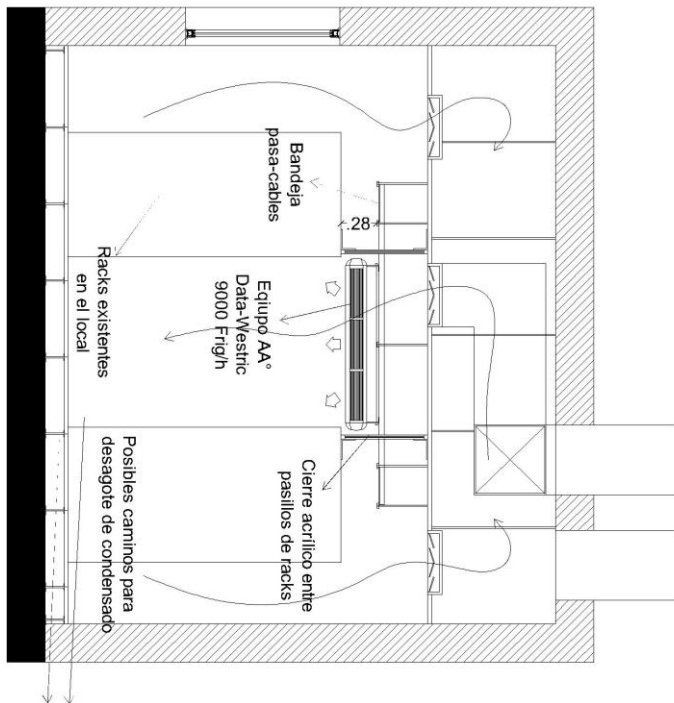 Bandeja
pasa-cables
.28
Racks existentes
en el local
Eqiupo AA°
Data-Westric
9000 Frig/h
Cierre acrílico entre
pasillos de racks
Posibles caminos para
desagote de condensado